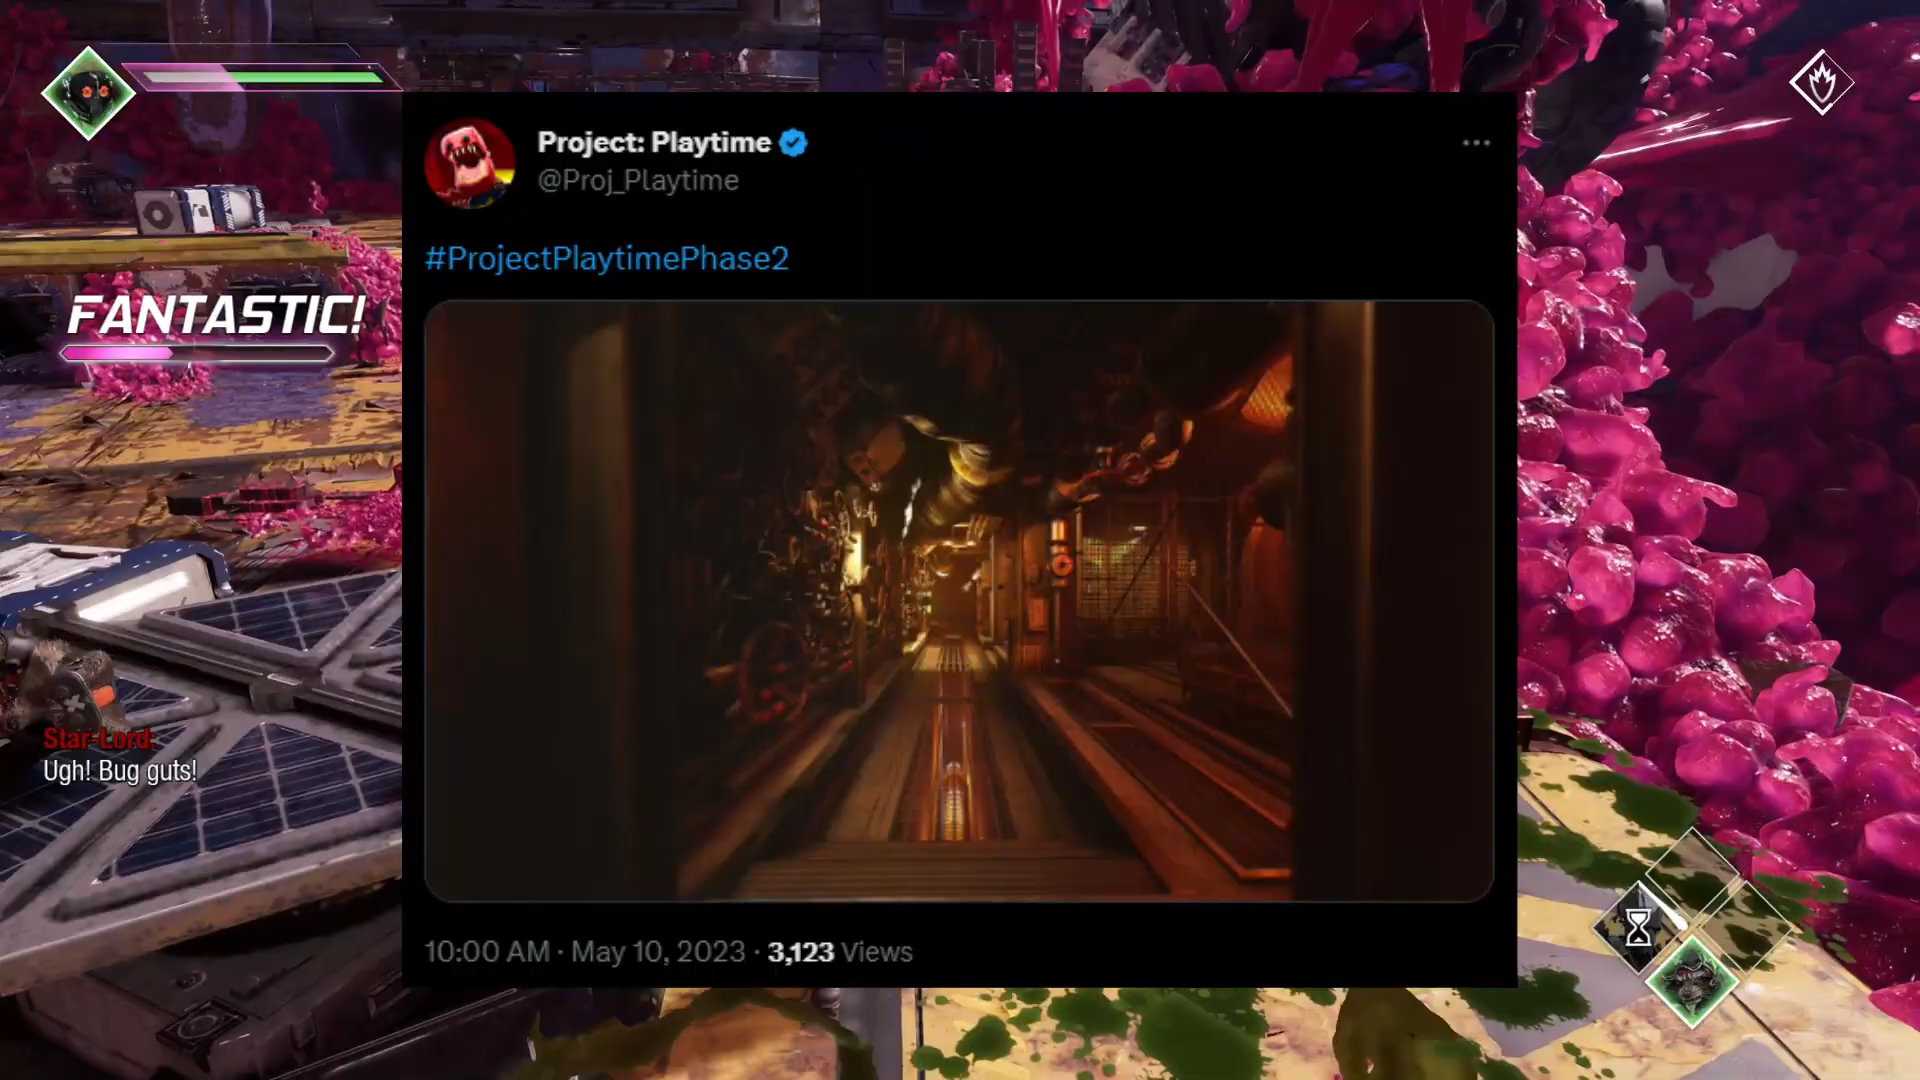 Project: Playtime
@Proj_Playtime
#ProjectPlaytimePhase2
FANTASTIC!
Star-Lord:
Ugh! Bug guts!
10:00 AM · May 10, 2023 · 3,123 Views